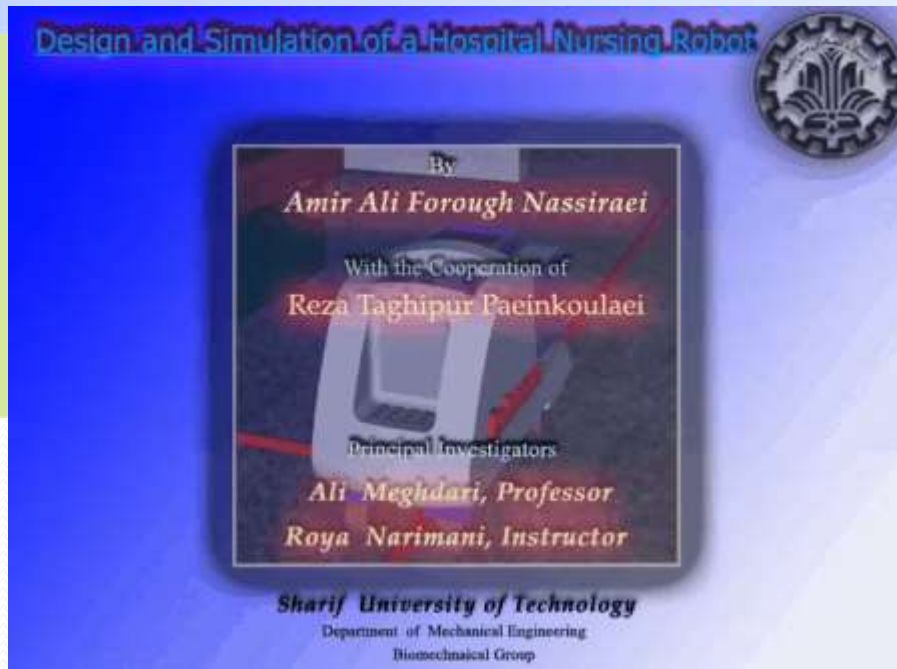 Design and Simulation of a Hospital Nursing Robot
By
Amir Ali Forough Nassiraei
With the Cooperation of
Reza Taghipur Paeinkoulaei
Principal Investigators
Ali Meghdari, Professor
Roya Narimani, Instructor
Sharif University of Technology
Department of Mechanical Engineering
Biomechnaical Group